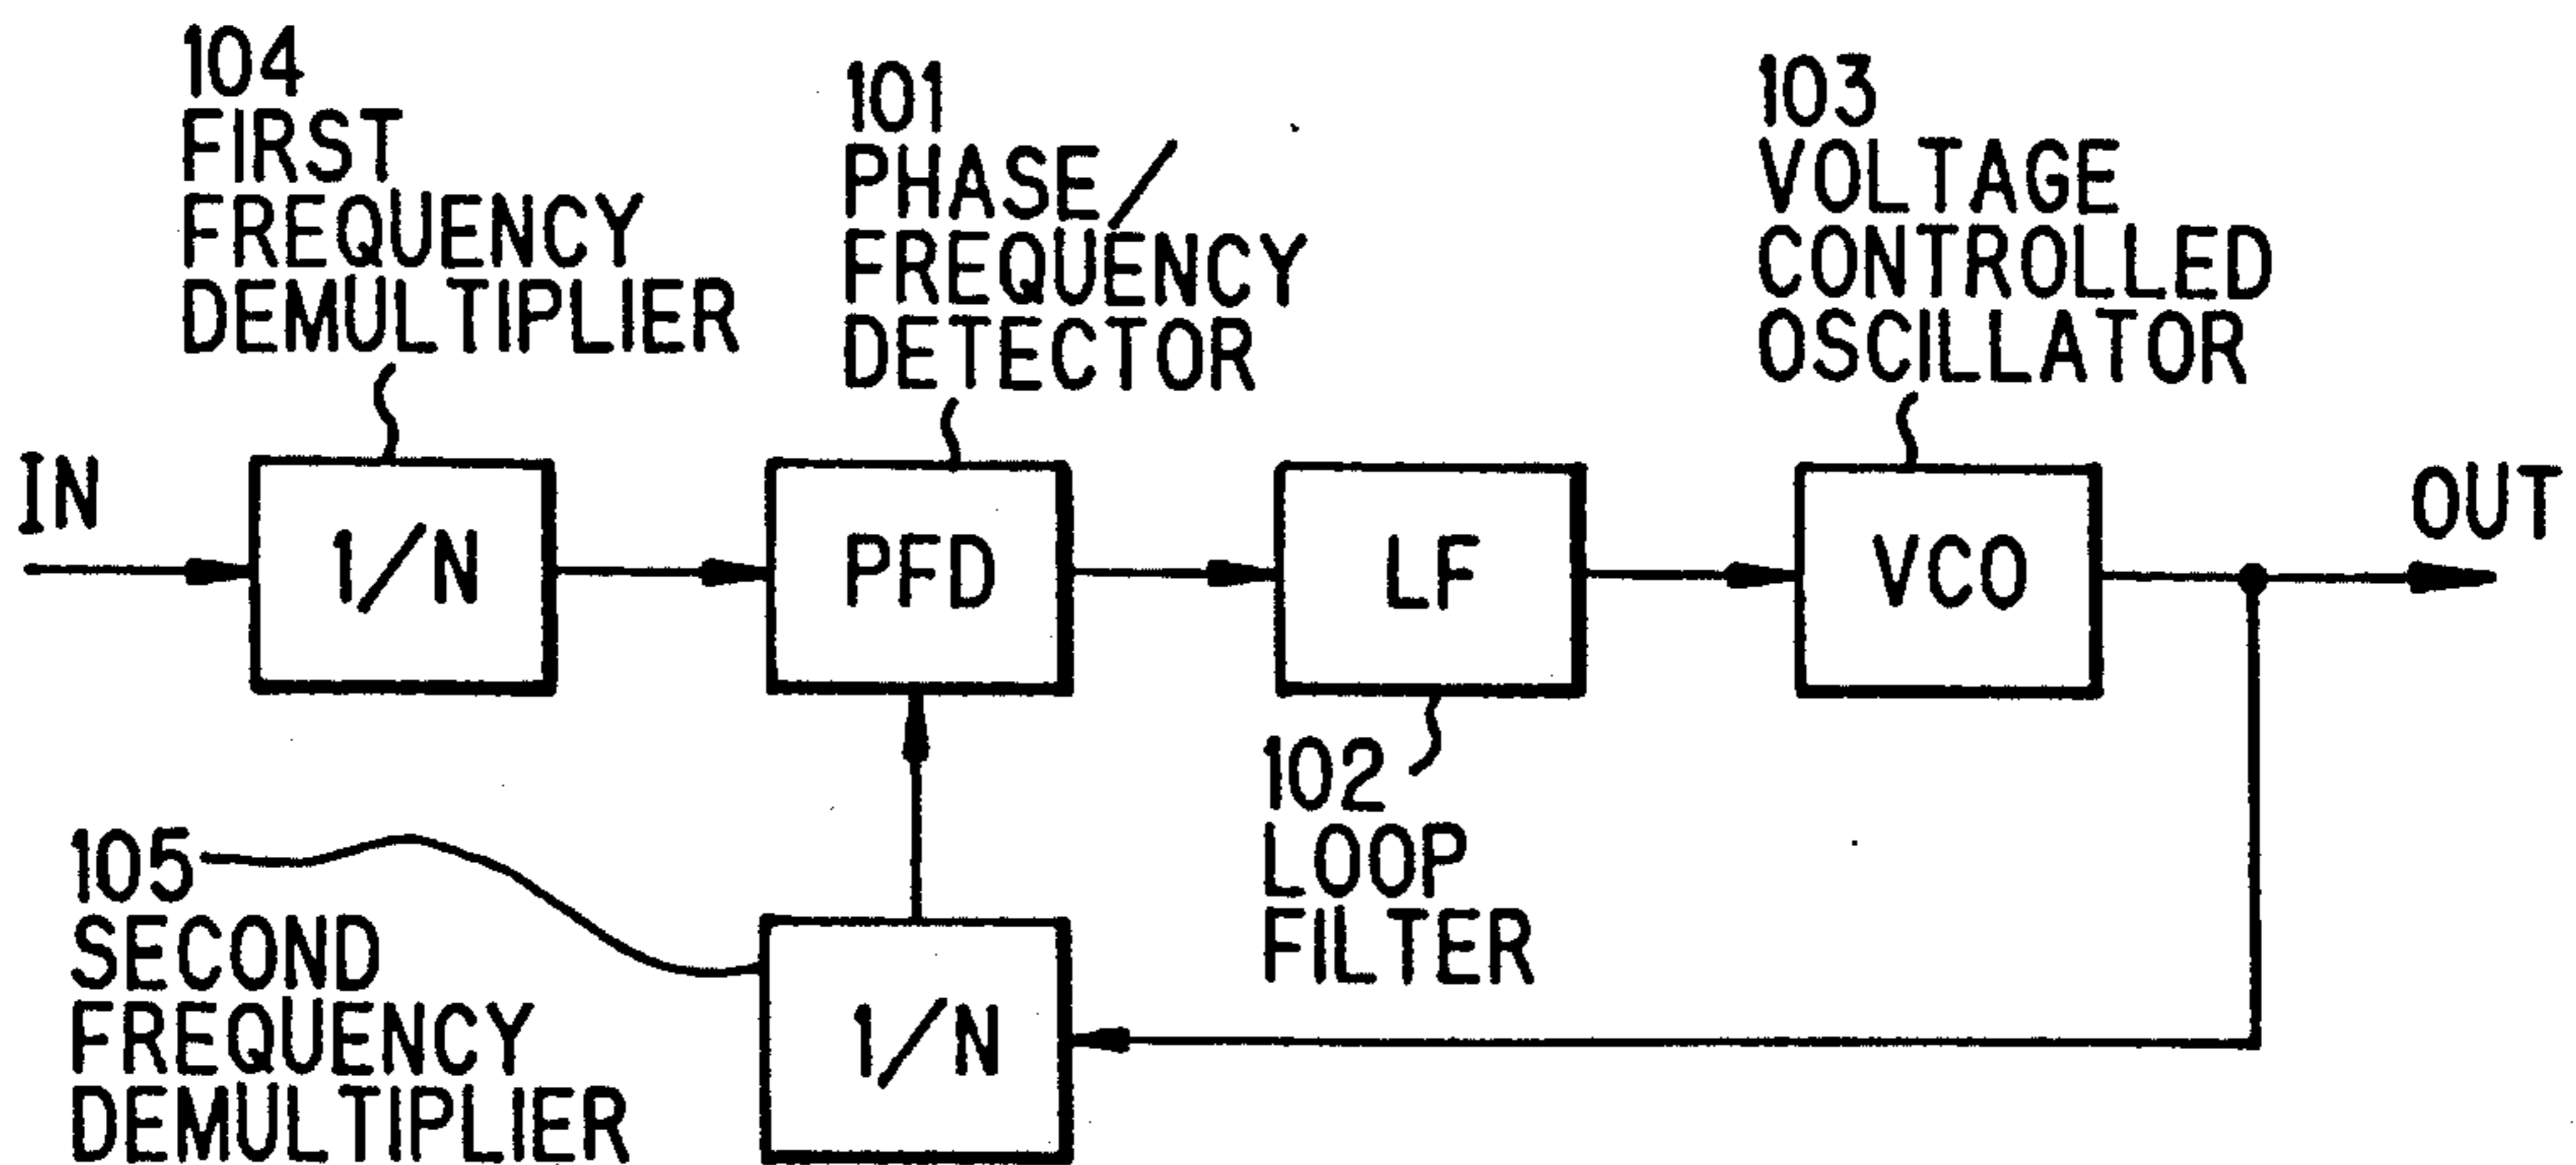 104
FIRST
FREQUENCY
DEMULTIPLIER
101
PHASE/
FREQUENCY
DETECTOR
103
VOLTAGE
CONTROLLED
OSCILLATOR
IN
1/N
PFD
LF
VCO
OUT
102
LOOP
FILTER
105
SECOND
FREQUENCY
DEMULTIPLIER
1/N